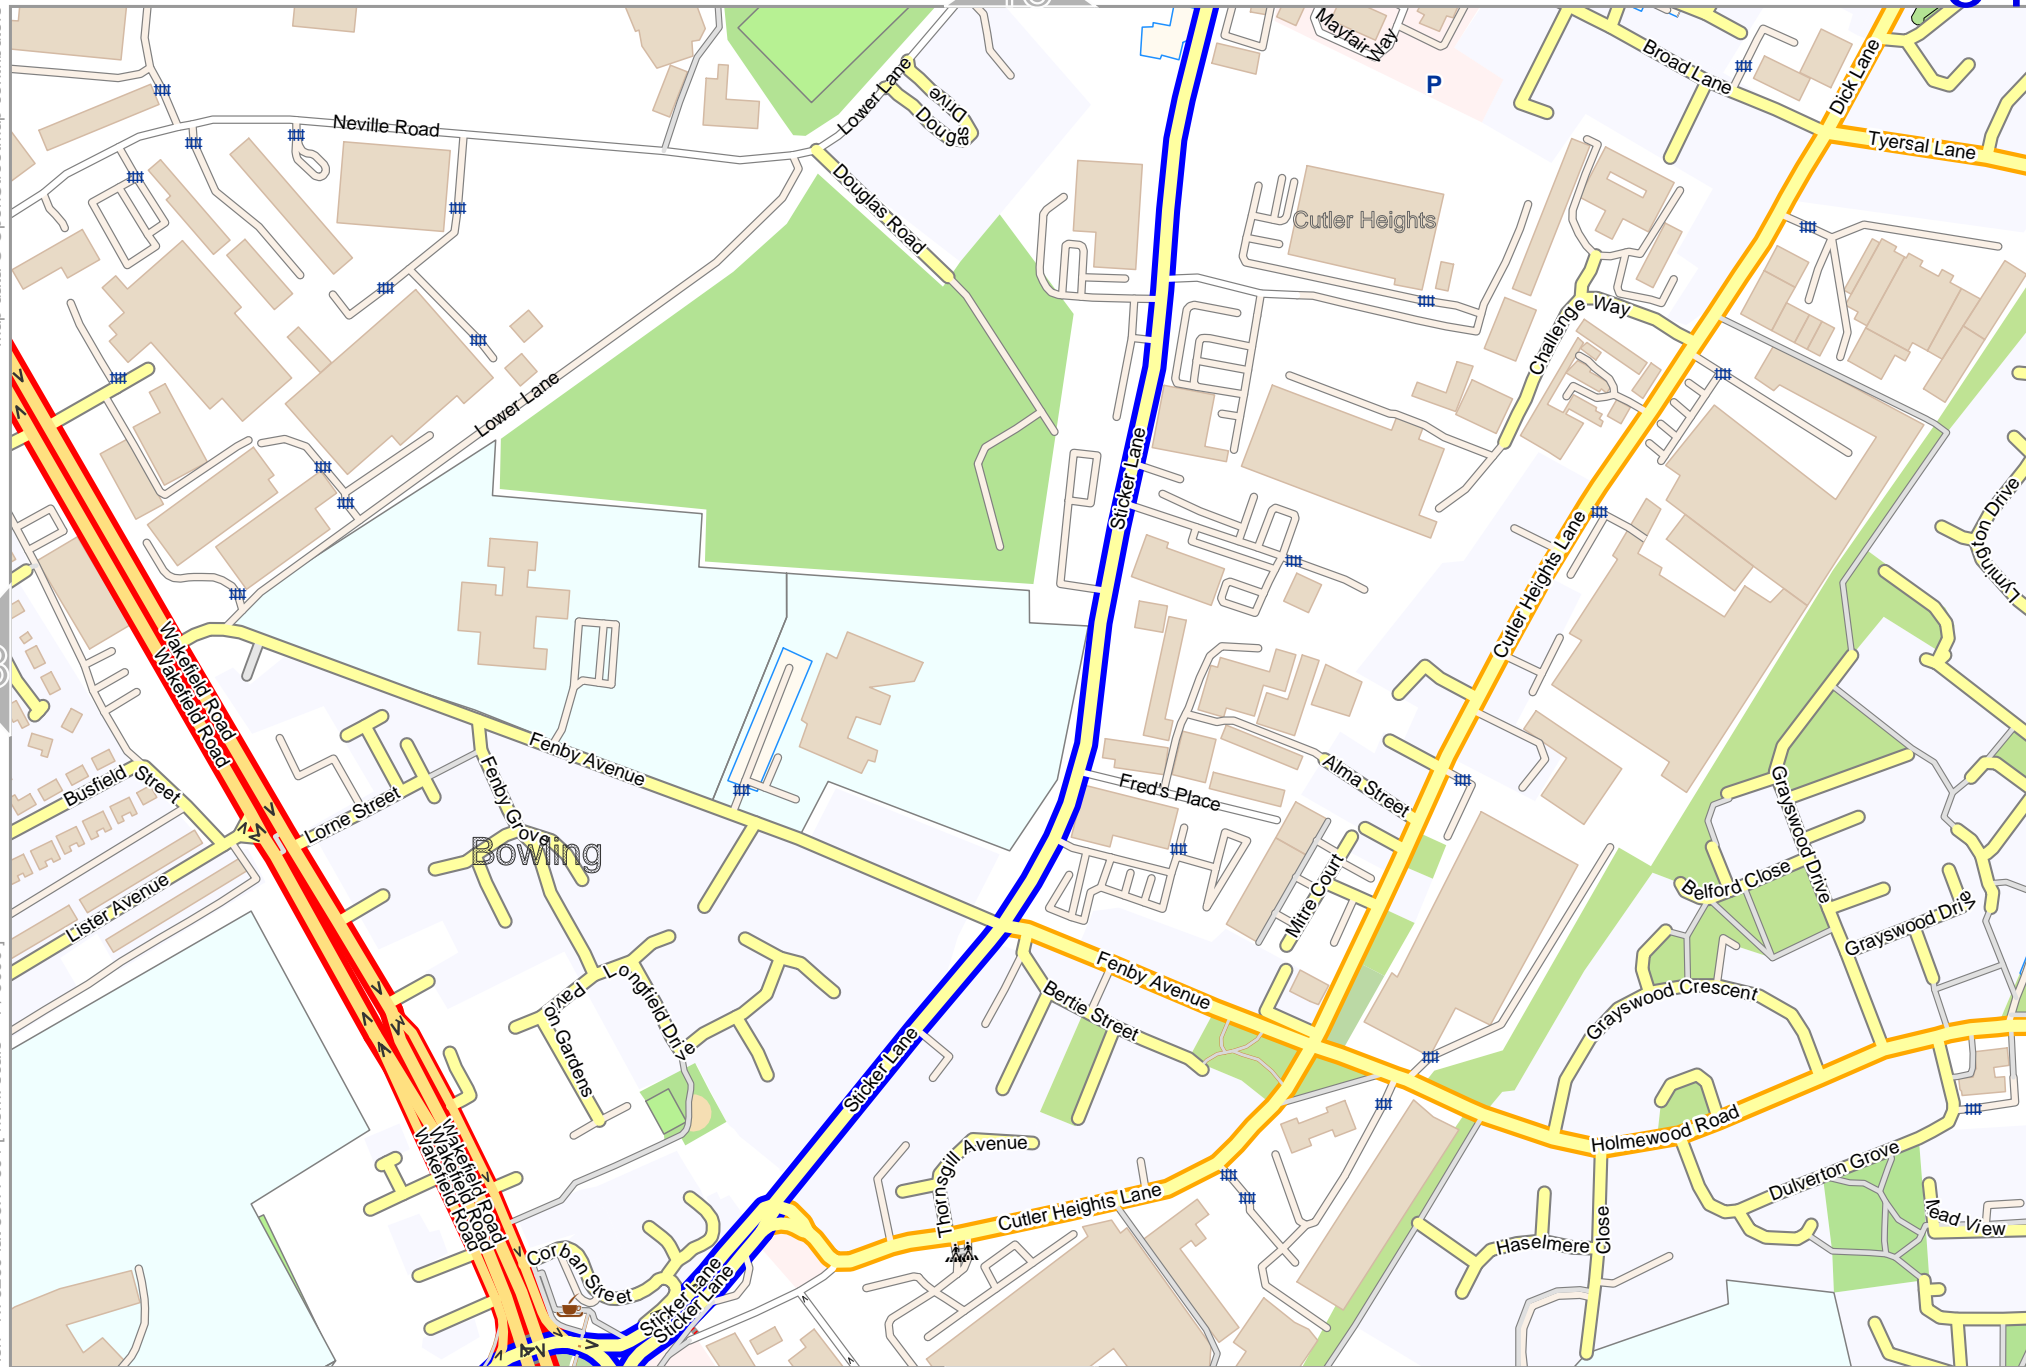 Mayfair Way
P
Broad Lane
Dick Lane
Tyersal Lane
Neville Road
Lower Lane
Douglas Drive
Douglas Road
Cutler Heights
Challenge Way
Lower Lane
Sticker Lane
Cutler Heights Lane
Lymington Drive
Wakefield Road
Wakefield Road
Fenby Avenue
Fenby Grove
Busfield Street
Lorne Street
Lister Avenue
Bowling
Fred's Place
Alma Street
Mitre Court
Grayswood Drive
Belford Close
Grayswood Drive
Grayswood Crescent
Fenby Avenue
Bertie Street
Longfield Drive
Pavilion Gardens
Sticker Lane
Holmewood Road
Dulverton Grove
Mead View
Haselmere Close
Thornsgill Avenue
Cutler Heights Lane
Wakefield Road
Wakefield Road
Wakefield Road
Corban Street
Sticker Lane
Sticker Lane